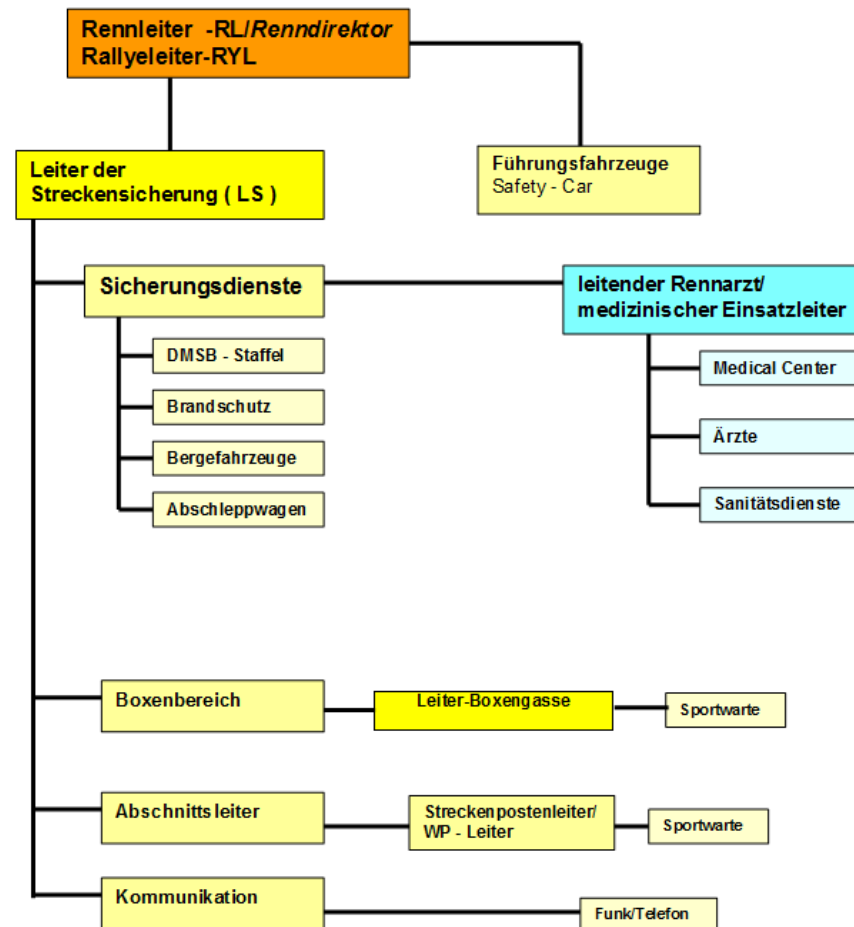 Rennleiter -RL/Renndirektor
Rallyeleiter-RYL
Leiter der
Streckensicherung ( LS )
Führungsfahrzeuge
Safety - Car
Sicherungsdienste
leitender Rennarzt/
medizinischer Einsatzleiter
DMSB - Staffel
Brandschutz
Bergefahrzeuge
Abschleppwagen
Medical Center
Ärzte
Sanitätsdienste
Boxenbereich
Leiter-Boxengasse
Sportwarte
Abschnittsleiter
Streckenpostenleiter/
WP - Leiter
Sportwarte
Kommunikation
Funk/Telefon